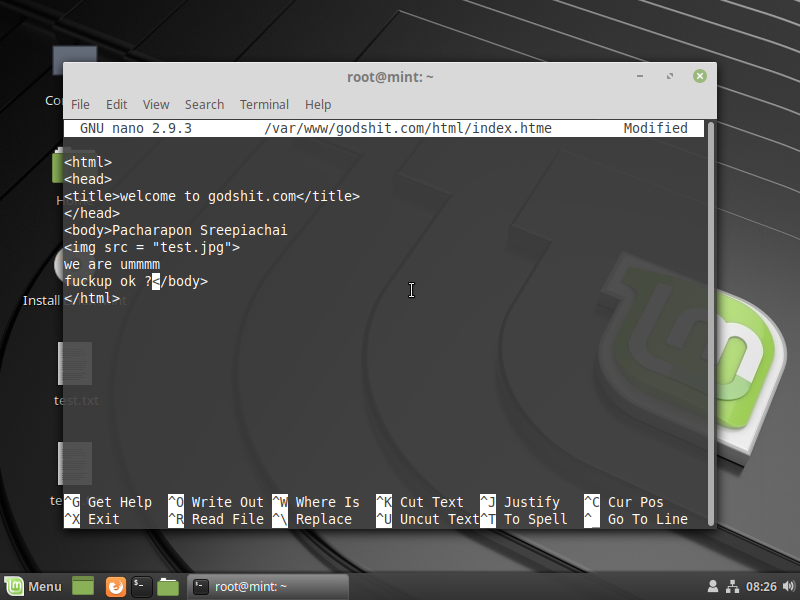 root@mint: ~
File Edit View Search Terminal Help
GNU nano 2.9.3 /var/www/godshit.com/html/index.htme Modified
<html>
<head>
<title>welcome to godshit.com</title>
</head>
<body>Pacharapon Sreepiachai
<img src = "test.jpg">
we are ummmm
fuckup ok ?</body>
</html>
Co
H
Install
test.txt
te
^G Get Help ^O Write Out ^W Where Is ^K Cut Text ^J Justify ^C Cur Pos
^X Exit ^R Read File ^\ Replace ^U Uncut Text ^T To Spell ^_ Go To Line
Menu root@mint: ~ 08:26